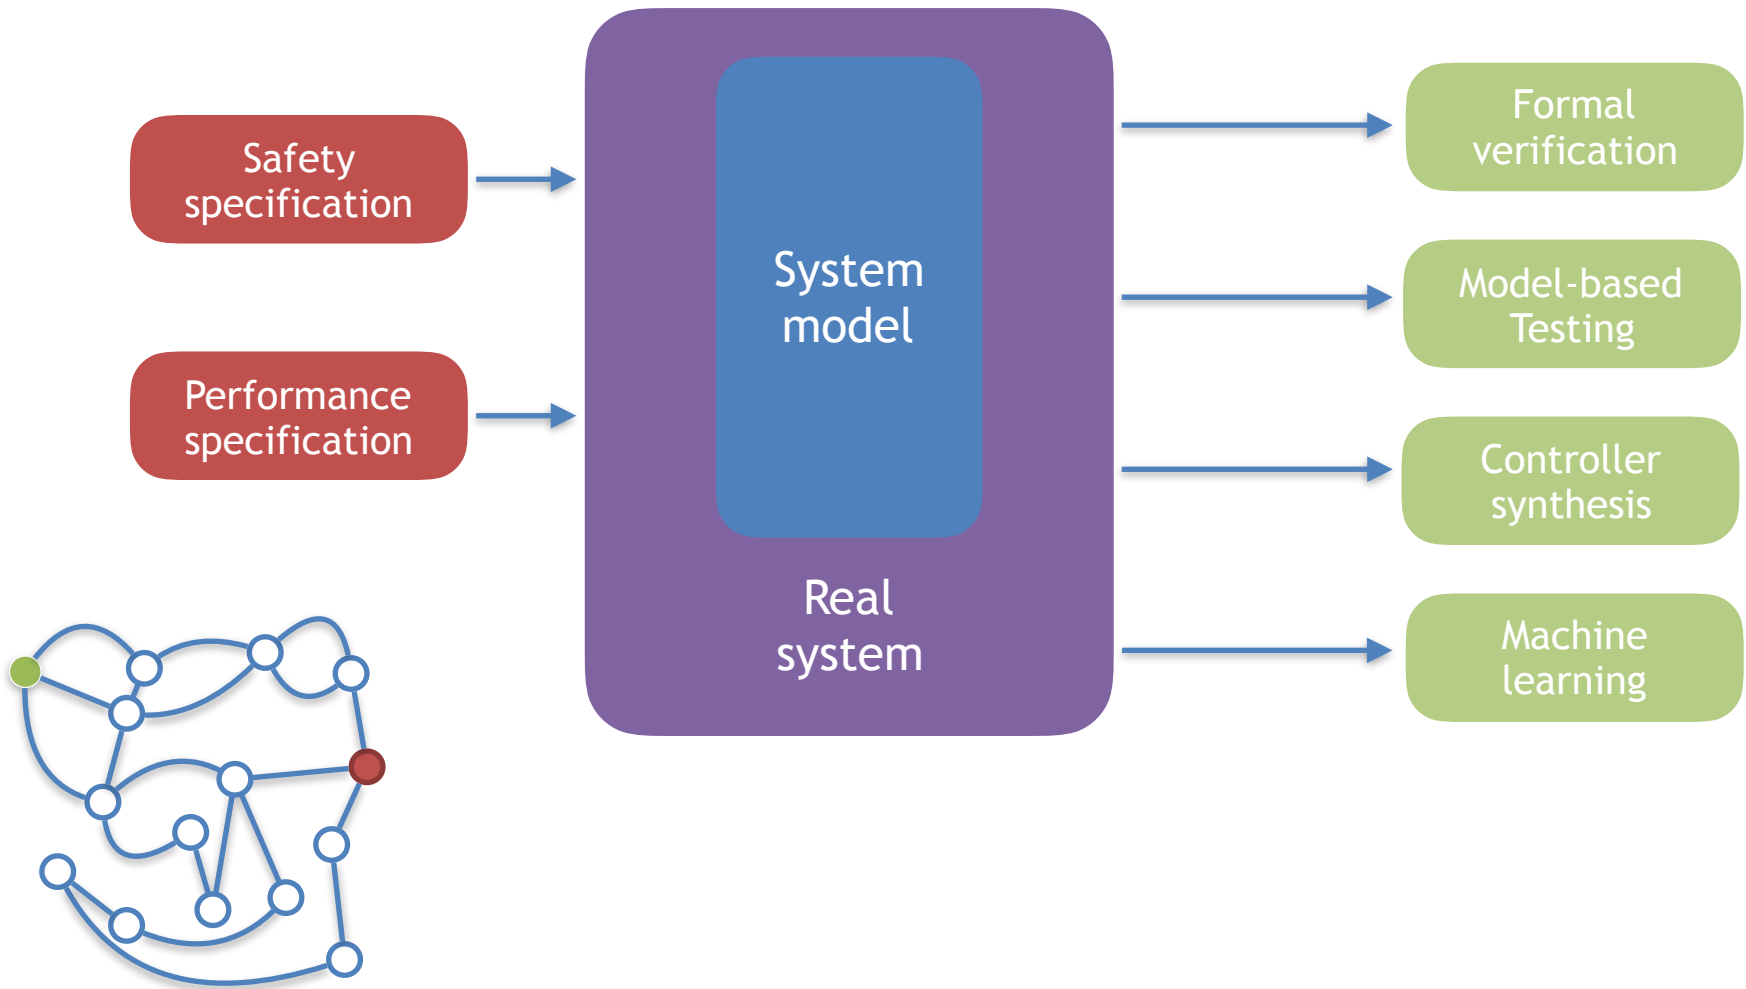 Safety
specification
Performance
specification
System
model
Real
system
Formal
verification
Model-based
Testing
Controller
synthesis
Machine
learning